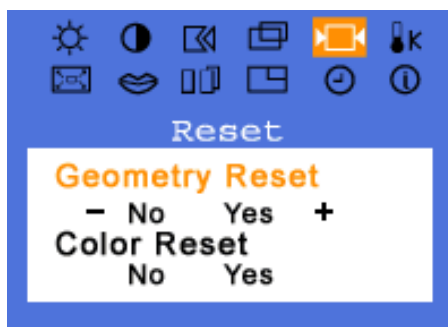 K
Reset
Geometry Reset
- No Yes +
Color Reset
No Yes